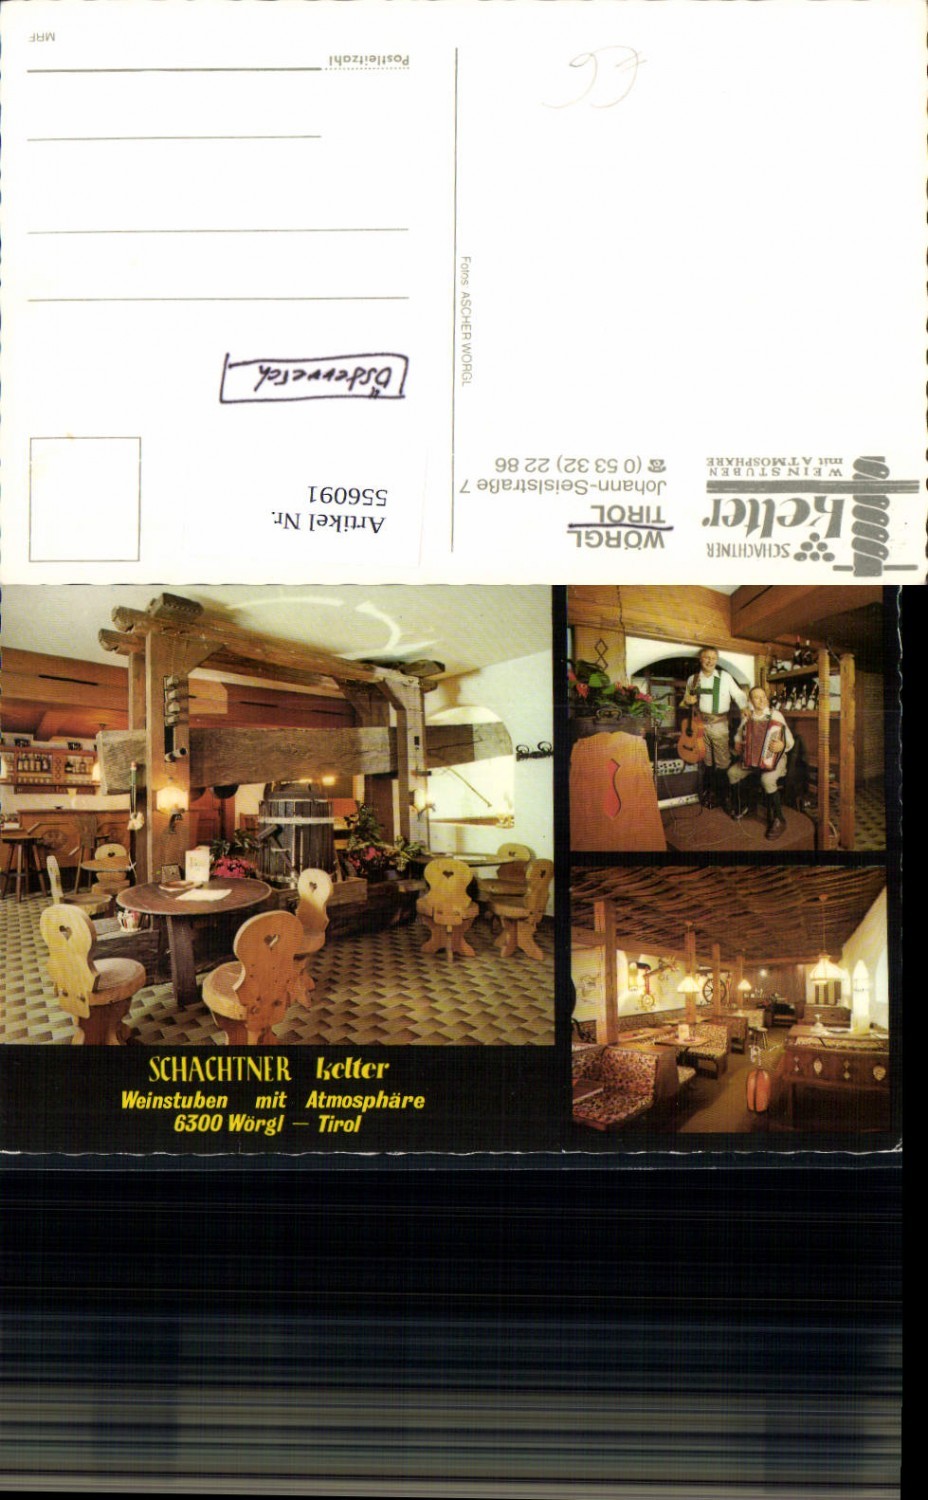 SCHACHTNER
kelter
WEINSTUBEN
mit ATMOSPHÄRE
WÖRGL
TIROL
Johann-Seislstraße 7
☎ (0 53 32) 22 86
Fotos: ASCHER WÖRGL
Artikel Nr.
556091
Österreich
Postleitzahl
MRF
SCHACHTNER kelter
Weinstuben mit Atmosphäre
6300 Wörgl — Tirol